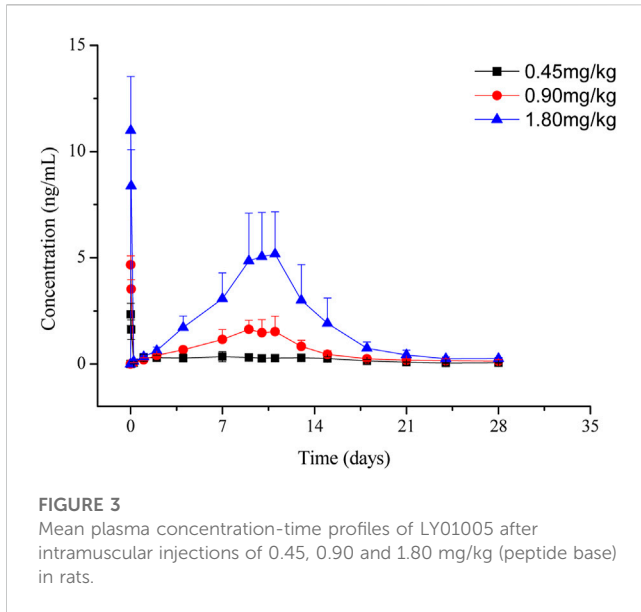 15
10
5
0
Concentration (ng/mL)
0.45mg/kg
0.90mg/kg
1.80mg/kg
0 7 14 21 28 35
Time (days)
FIGURE 3
Mean plasma concentration-time profiles of LY01005 after
intramuscular injections of 0.45, 0.90 and 1.80 mg/kg (peptide base)
in rats.